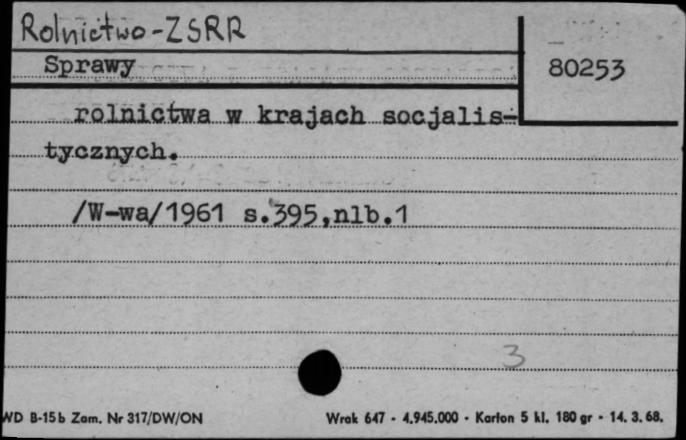 Rolnictwo-ZSRR
Sprawy
80253
rolnictwa w krajach socjalis-
tycznych.
/W-wa/1961 s.395,nlb.1
3
WD B-15b Zam. Nr 317/DW/ON
Wrak 647 - 4.945.000 - Karton 5 kl. 180 gr - 14. 3. 68.